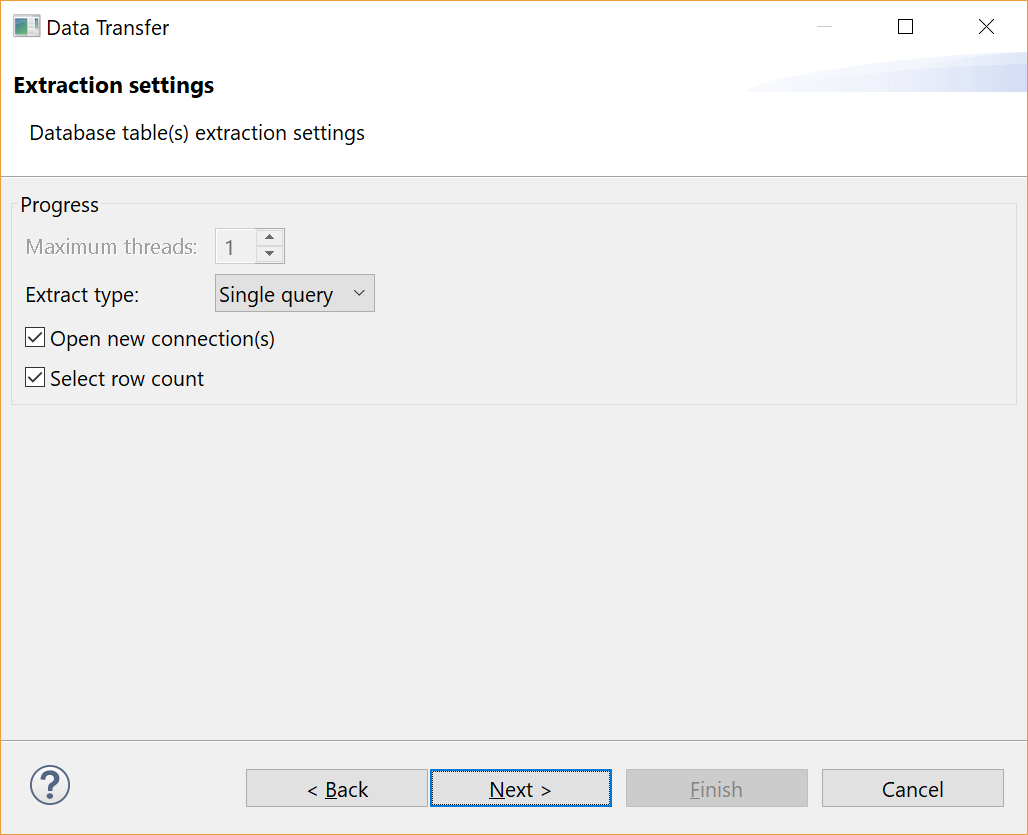 Data Transfer
Extraction settings
Database table(s) extraction settings
Progress
Maximum threads: 1
Extract type: Single query
Open new connection(s)
Select row count
? < Back Next > Finish Cancel